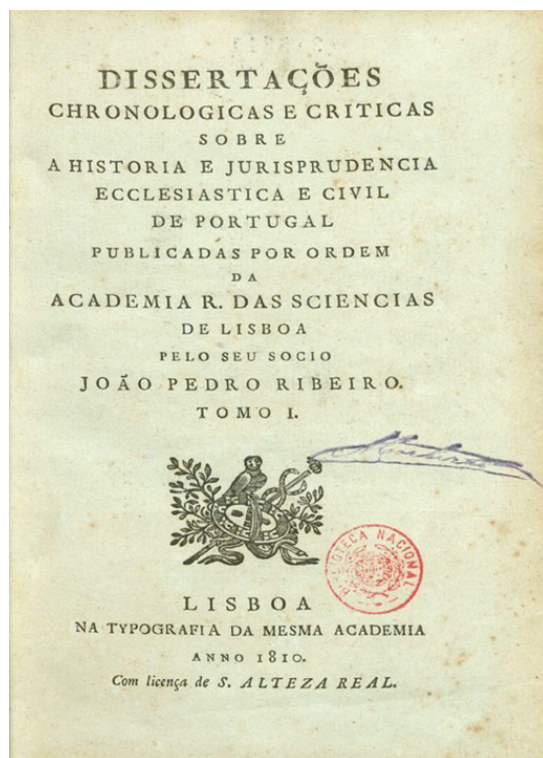 DISSERTAÇÕES
CHRONOLOGICAS E CRITICAS
SOBRE
A HISTORIA E JURISPRUDENCIA
ECCLESIASTICA E CIVIL
DE PORTUGAL
PUBLICADAS POR ORDEM
DA
ACADEMIA R. DAS SCIENCIAS
DE LISBOA
PELO SEU SOCIO
JOÃO PEDRO RIBEIRO.
TOMO I.
BIBLIOTECA NACIONAL
LISBOA
NA TYPOGRAFIA DA MESMA ACADEMIA
ANNO 1810.
Com licença de S. ALTEZA REAL.